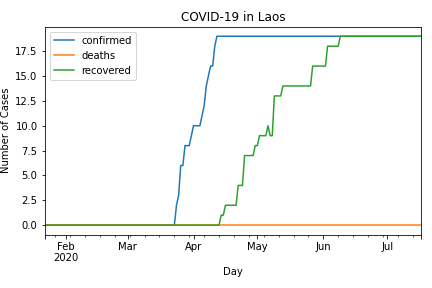 COVID-19 in Laos
confirmed
deaths
recovered
Number of Cases
17.5
15.0
12.5
10.0
7.5
5.0
2.5
0.0
Feb Mar Apr May Jun Jul
2020
Day